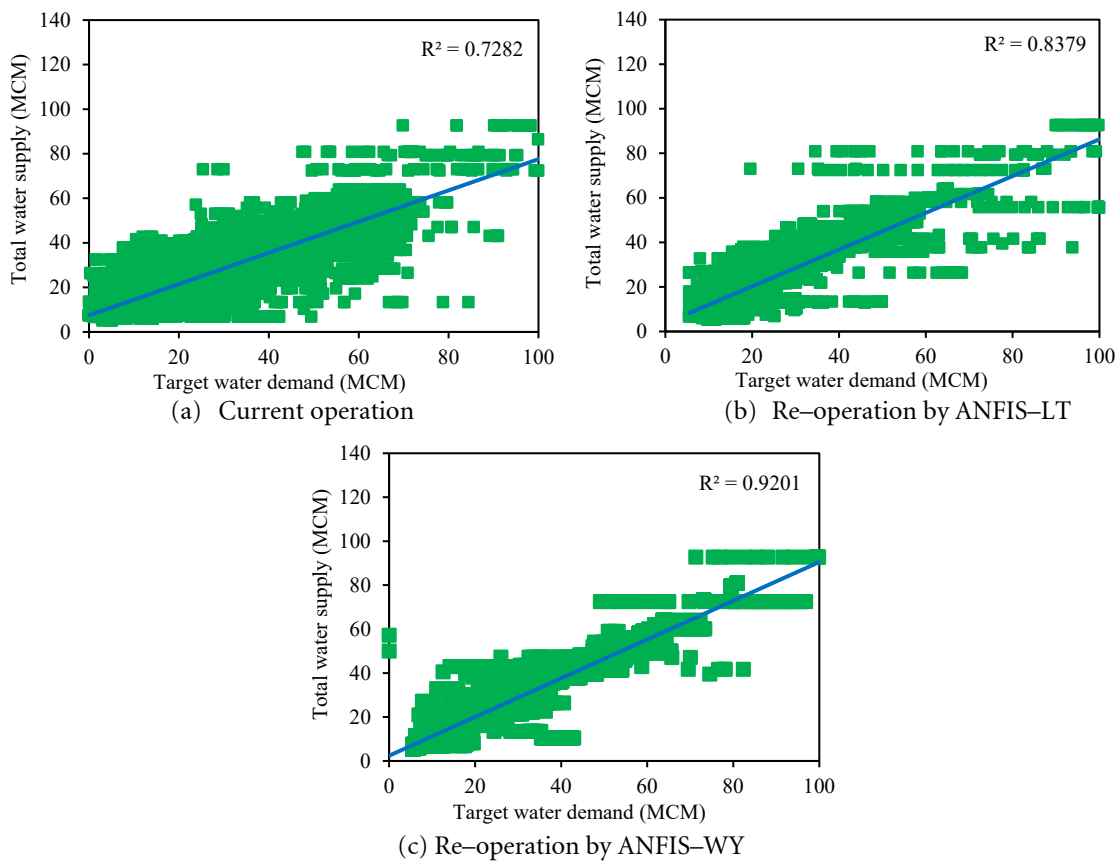 140
120
100
80
60
40
20
0
Total water supply (MCM)
R² = 0.7282
0 20 40 60 80 100
Target water demand (MCM)
(a) Current operation
140
120
100
80
60
40
20
0
Total water supply (MCM)
R² = 0.8379
0 20 40 60 80 100
Target water demand (MCM)
(b) Re–operation by ANFIS–LT
140
120
100
80
60
40
20
0
Total water supply (MCM)
R² = 0.9201
0 20 40 60 80 100
Target water demand (MCM)
(c) Re–operation by ANFIS–WY